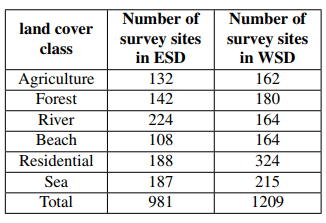 land cover class Number of survey sites in ESD Number of survey sites in WSD
Agriculture 132 162
Forest 142 180
River 224 164
Beach 108 164
Residential 188 324
Sea 187 215
Total 981 1209